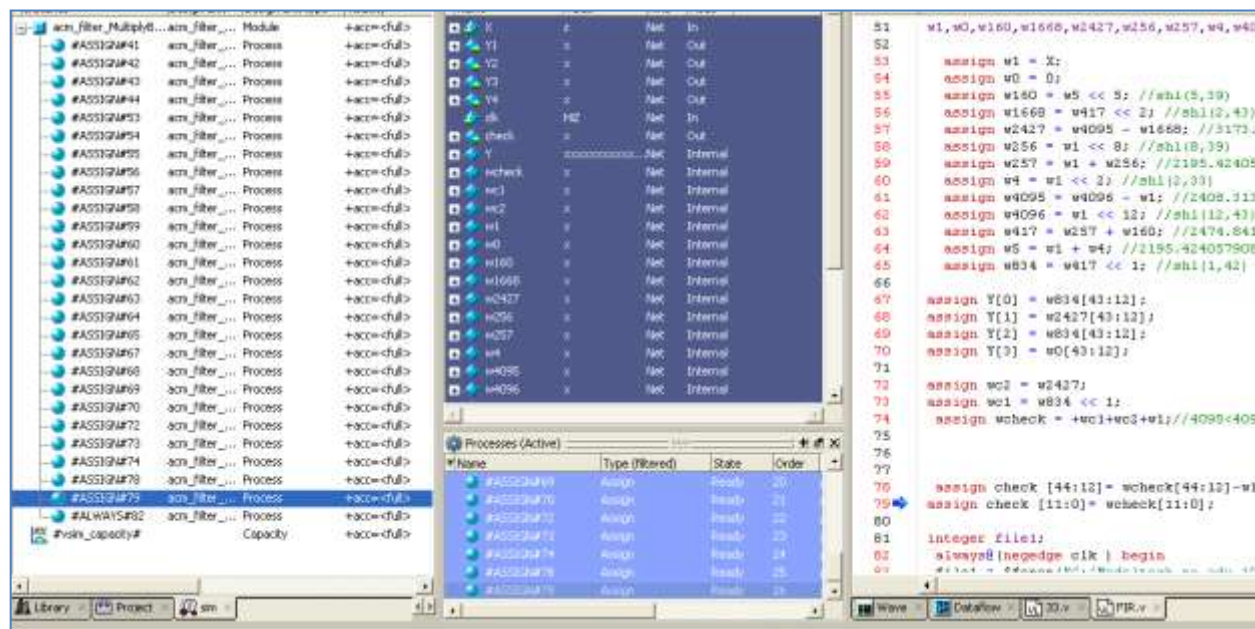 acm_filter_MultiplyB... acm_filter_... Module +acc=<full>
#ASSIGN#41 acm_filter_... Process +acc=<full>
#ASSIGN#42 acm_filter_... Process +acc=<full>
#ASSIGN#43 acm_filter_... Process +acc=<full>
#ASSIGN#44 acm_filter_... Process +acc=<full>
#ASSIGN#53 acm_filter_... Process +acc=<full>
#ASSIGN#54 acm_filter_... Process +acc=<full>
#ASSIGN#55 acm_filter_... Process +acc=<full>
#ASSIGN#56 acm_filter_... Process +acc=<full>
#ASSIGN#57 acm_filter_... Process +acc=<full>
#ASSIGN#58 acm_filter_... Process +acc=<full>
#ASSIGN#59 acm_filter_... Process +acc=<full>
#ASSIGN#60 acm_filter_... Process +acc=<full>
#ASSIGN#61 acm_filter_... Process +acc=<full>
#ASSIGN#62 acm_filter_... Process +acc=<full>
#ASSIGN#63 acm_filter_... Process +acc=<full>
#ASSIGN#64 acm_filter_... Process +acc=<full>
#ASSIGN#65 acm_filter_... Process +acc=<full>
#ASSIGN#67 acm_filter_... Process +acc=<full>
#ASSIGN#68 acm_filter_... Process +acc=<full>
#ASSIGN#69 acm_filter_... Process +acc=<full>
#ASSIGN#70 acm_filter_... Process +acc=<full>
#ASSIGN#72 acm_filter_... Process +acc=<full>
#ASSIGN#73 acm_filter_... Process +acc=<full>
#ASSIGN#74 acm_filter_... Process +acc=<full>
#ASSIGN#78 acm_filter_... Process +acc=<full>
#ASSIGN#79 acm_filter_... Process +acc=<full>
#ALWAYS#82 acm_filter_... Process +acc=<full>
#vsim_capacity# Capacity +acc=<full>
Library Project sim
X x Net In
Y1 x Net Out
Y2 x Net Out
Y3 x Net Out
Y4 x Net Out
clk HiZ Net In
check x Net Out
Y xxxxxxxxxx... Net Internal
wcheck x Net Internal
wc1 x Net Internal
wc2 x Net Internal
w1 x Net Internal
w0 x Net Internal
w160 x Net Internal
w1668 x Net Internal
w2427 x Net Internal
w256 x Net Internal
w257 x Net Internal
w4 x Net Internal
w4095 x Net Internal
w4096 x Net Internal
Processes (Active)
Name Type (filtered) State Order
#ASSIGN#69 Assign Ready 20
#ASSIGN#70 Assign Ready 21
#ASSIGN#72 Assign Ready 22
#ASSIGN#73 Assign Ready 23
#ASSIGN#74 Assign Ready 24
#ASSIGN#78 Assign Ready 25
#ASSIGN#79 Assign Ready 26
51 w1,w0,w160,w1668,w2427,w256,w257,w4,w40
52
53 assign w1 = X;
54 assign w0 = 0;
55 assign w160 = w5 << 5; //shl(5,39)
56 assign w1668 = w417 << 2; //shl(2,43)
57 assign w2427 = w4095 - w1668; //3173.
58 assign w256 = w1 << 8; //shl(8,39)
59 assign w257 = w1 + w256; //2195.42405
60 assign w4 = w1 << 2; //shl(2,33)
61 assign w4095 = w4096 - w1; //2408.311
62 assign w4096 = w1 << 12; //shl(12,43)
63 assign w417 = w257 + w160; //2474.841
64 assign w5 = w1 + w4; //2195.424057908
65 assign w834 = w417 << 1; //shl(1,42)
66
67 assign Y[0] = w834[43:12];
68 assign Y[1] = w2427[43:12];
69 assign Y[2] = w834[43:12];
70 assign Y[3] = w0[43:12];
71
72 assign wc2 = w2427;
73 assign wc1 = w834 << 1;
74 assign wcheck = +wc1+wc2+w1;//4095<409
75
76
77
78 assign check [44:12]= wcheck[44:12]-w1
79 assign check [11:0]= wcheck[11:0];
80
81 integer file1;
82 always@(negedge clk ) begin
Wave Dataflow JJ.v FIR.v